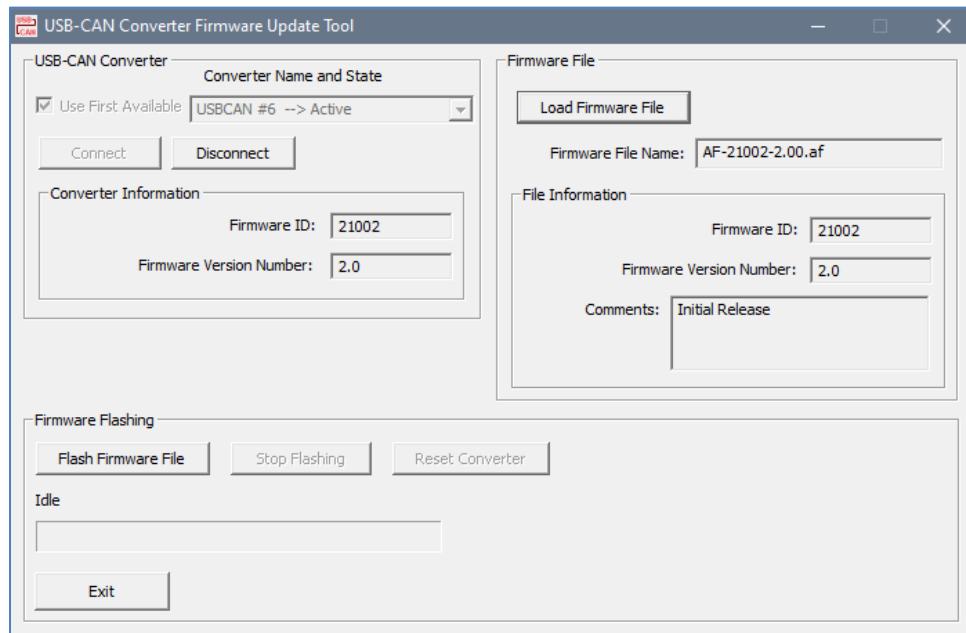 USB-CAN
USB-CAN Converter Firmware Update Tool
USB-CAN Converter
Converter Name and State
Use First Available
USBCAN #6 --> Active
Connect
Disconnect
Converter Information
Firmware ID:
21002
Firmware Version Number:
2.0
Firmware File
Load Firmware File
Firmware File Name:
AF-21002-2.00.af
File Information
Firmware ID:
21002
Firmware Version Number:
2.0
Comments:
Initial Release
Firmware Flashing
Flash Firmware File
Stop Flashing
Reset Converter
Idle
Exit